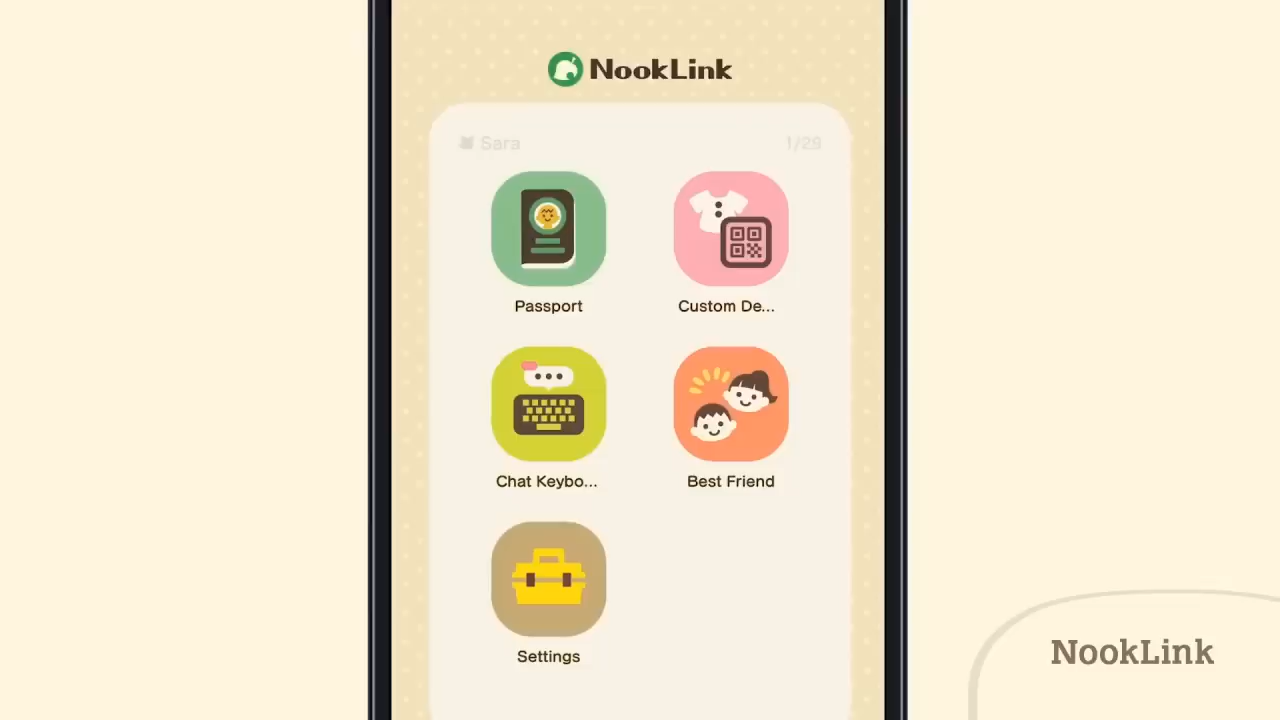 NookLink
Sara 1/29
Passport Custom De...
Chat Keybo... Best Friend
Settings
NookLink